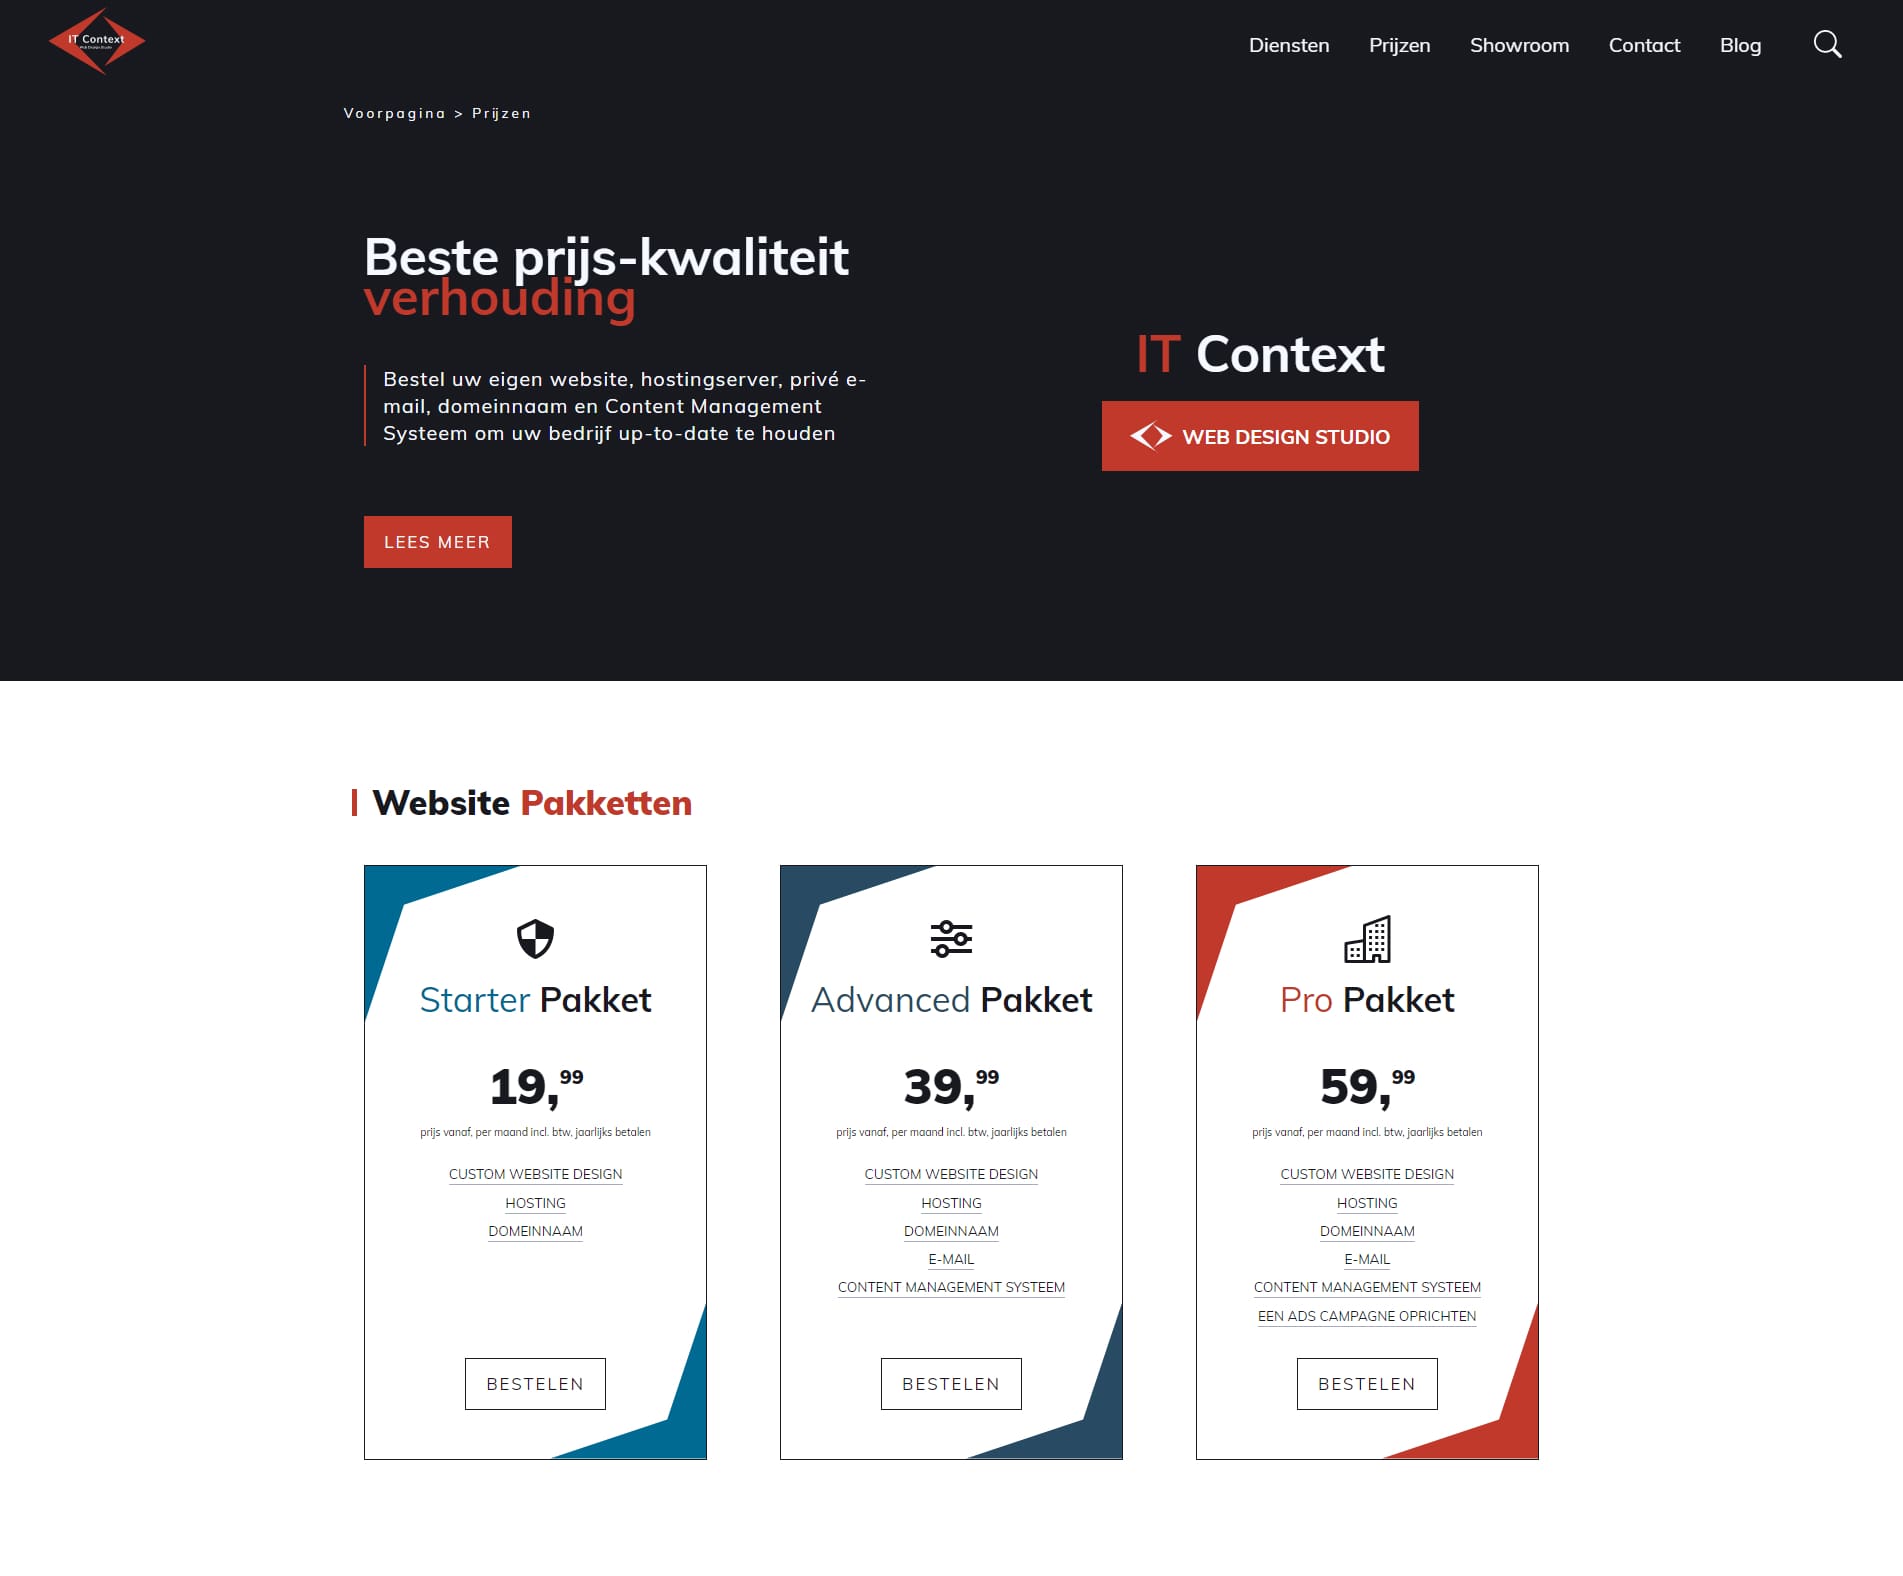 IT Context
Web Design Studio
Diensten
Prijzen
Showroom
Contact
Blog
Voorpagina > Prijzen
Beste prijs-kwaliteit
verhouding
Bestel uw eigen website, hostingserver, privé e-
mail, domeinnaam en Content Management
Systeem om uw bedrijf up-to-date te houden
LEES MEER
IT Context
WEB DESIGN STUDIO
Website Pakketten
Starter Pakket
19,99
prijs vanaf, per maand incl. btw, jaarlijks betalen
CUSTOM WEBSITE DESIGN
HOSTING
DOMEINNAAM
BESTELEN
Advanced Pakket
39,99
prijs vanaf, per maand incl. btw, jaarlijks betalen
CUSTOM WEBSITE DESIGN
HOSTING
DOMEINNAAM
E-MAIL
CONTENT MANAGEMENT SYSTEEM
BESTELEN
Pro Pakket
59,99
prijs vanaf, per maand incl. btw, jaarlijks betalen
CUSTOM WEBSITE DESIGN
HOSTING
DOMEINNAAM
E-MAIL
CONTENT MANAGEMENT SYSTEEM
EEN ADS CAMPAGNE OPRICHTEN
BESTELEN